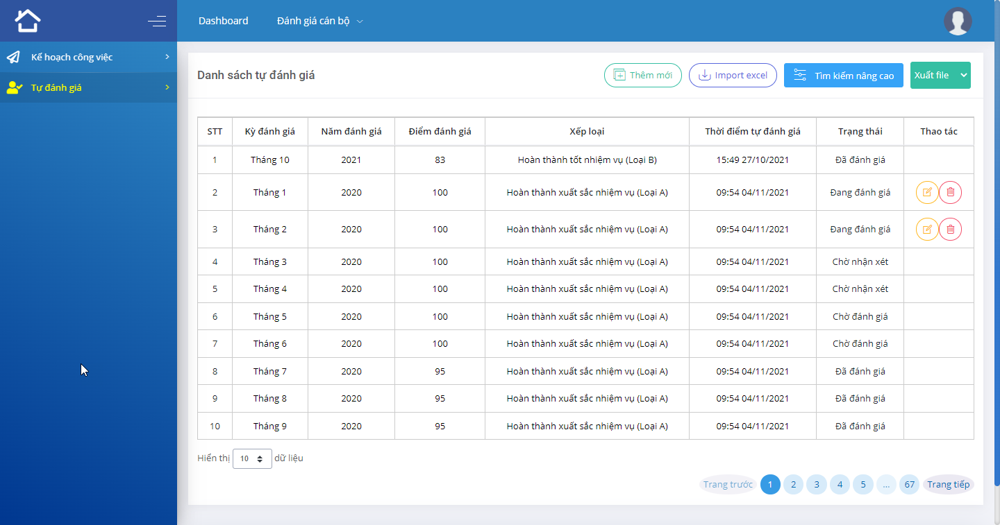 Dashboard Đánh giá cán bộ
Kế hoạch công việc
Tự đánh giá
Danh sách tự đánh giá Thêm mới Import excel Tìm kiếm nâng cao Xuất file
STT Kỳ đánh giá Năm đánh giá Điểm đánh giá Xếp loại Thời điểm tự đánh giá Trạng thái Thao tác
1 Tháng 10 2021 83 Hoàn thành tốt nhiệm vụ (Loại B) 15:49 27/10/2021 Đã đánh giá
2 Tháng 1 2020 100 Hoàn thành xuất sắc nhiệm vụ (Loại A) 09:54 04/11/2021 Đang đánh giá
3 Tháng 2 2020 100 Hoàn thành xuất sắc nhiệm vụ (Loại A) 09:54 04/11/2021 Đang đánh giá
4 Tháng 3 2020 100 Hoàn thành xuất sắc nhiệm vụ (Loại A) 09:54 04/11/2021 Chờ nhận xét
5 Tháng 4 2020 100 Hoàn thành xuất sắc nhiệm vụ (Loại A) 09:54 04/11/2021 Chờ nhận xét
6 Tháng 5 2020 100 Hoàn thành xuất sắc nhiệm vụ (Loại A) 09:54 04/11/2021 Chờ đánh giá
7 Tháng 6 2020 100 Hoàn thành xuất sắc nhiệm vụ (Loại A) 09:54 04/11/2021 Chờ đánh giá
8 Tháng 7 2020 95 Hoàn thành xuất sắc nhiệm vụ (Loại A) 09:54 04/11/2021 Đã đánh giá
9 Tháng 8 2020 95 Hoàn thành xuất sắc nhiệm vụ (Loại A) 09:54 04/11/2021 Đã đánh giá
10 Tháng 9 2020 95 Hoàn thành xuất sắc nhiệm vụ (Loại A) 09:54 04/11/2021 Đã đánh giá
Hiển thị 10 dữ liệu
Trang trước 1 2 3 4 5 ... 67 Trang tiếp